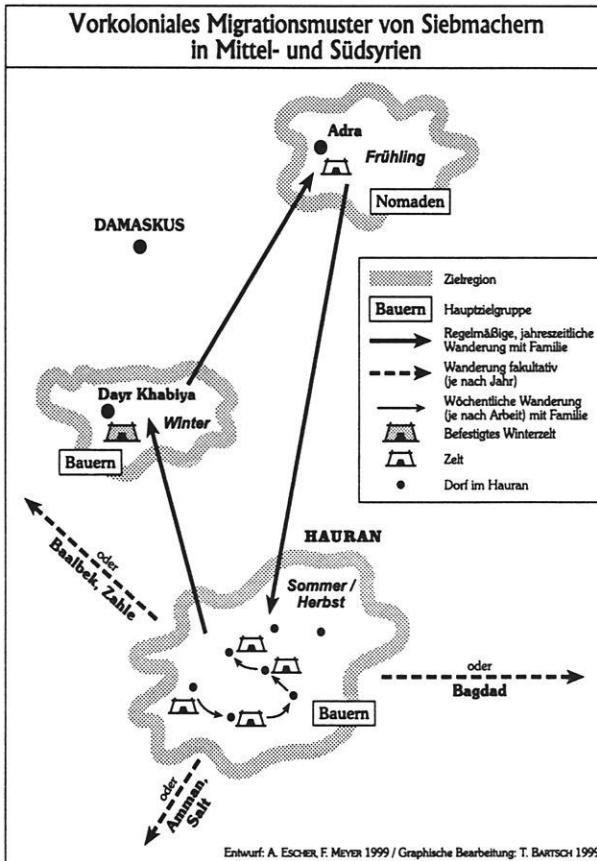 Vorkoloniales Migrationsmuster von Siebmachern
in Mittel- und Südsyrien
Adra
Frühling
Nomaden
DAMASKUS
Zielregion
Bauern
Hauptzielgruppe
Regelmäßige, jahreszeitliche
Wanderung mit Familie
Wanderung fakultativ
(je nach Jahr)
Wöchentliche Wanderung
(je nach Arbeit) mit Familie
Befestigtes Winterzelt
Zelt
Dorf im Hauran
Dayr Khabiya
Winter
Bauern
oder
Baalbek, Zahle
HAURAN
Sommer /
Herbst
Bauern
oder
Bagdad
oder
Amman,
Salt
Entwurf: A. ESCHER, F. MEYER 1999 / Graphische Bearbeitung: T. BARTSCH 1999